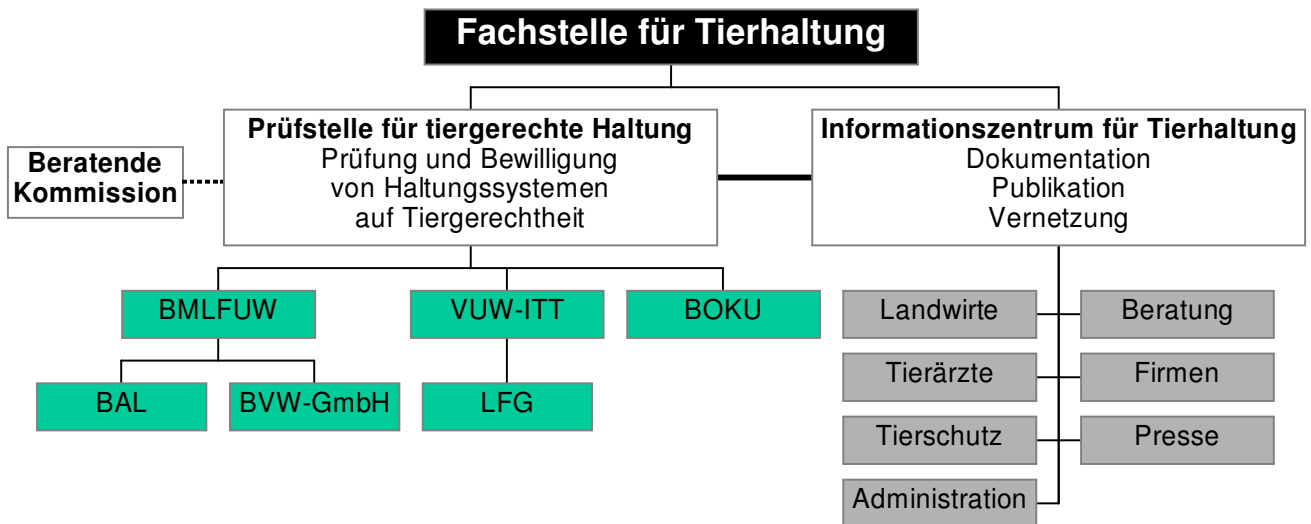 Fachstelle für Tierhaltung
Beratende
Kommission
Prüfstelle für tiergerechte Haltung
Prüfung und Bewilligung
von Haltungssystemen
auf Tiergerechtheit
Informationszentrum für Tierhaltung
Dokumentation
Publikation
Vernetzung
BMLFUW
VUW-ITT
BOKU
BAL
BVW-GmbH
LFG
Landwirte
Beratung
Tierärzte
Firmen
Tierschutz
Presse
Administration